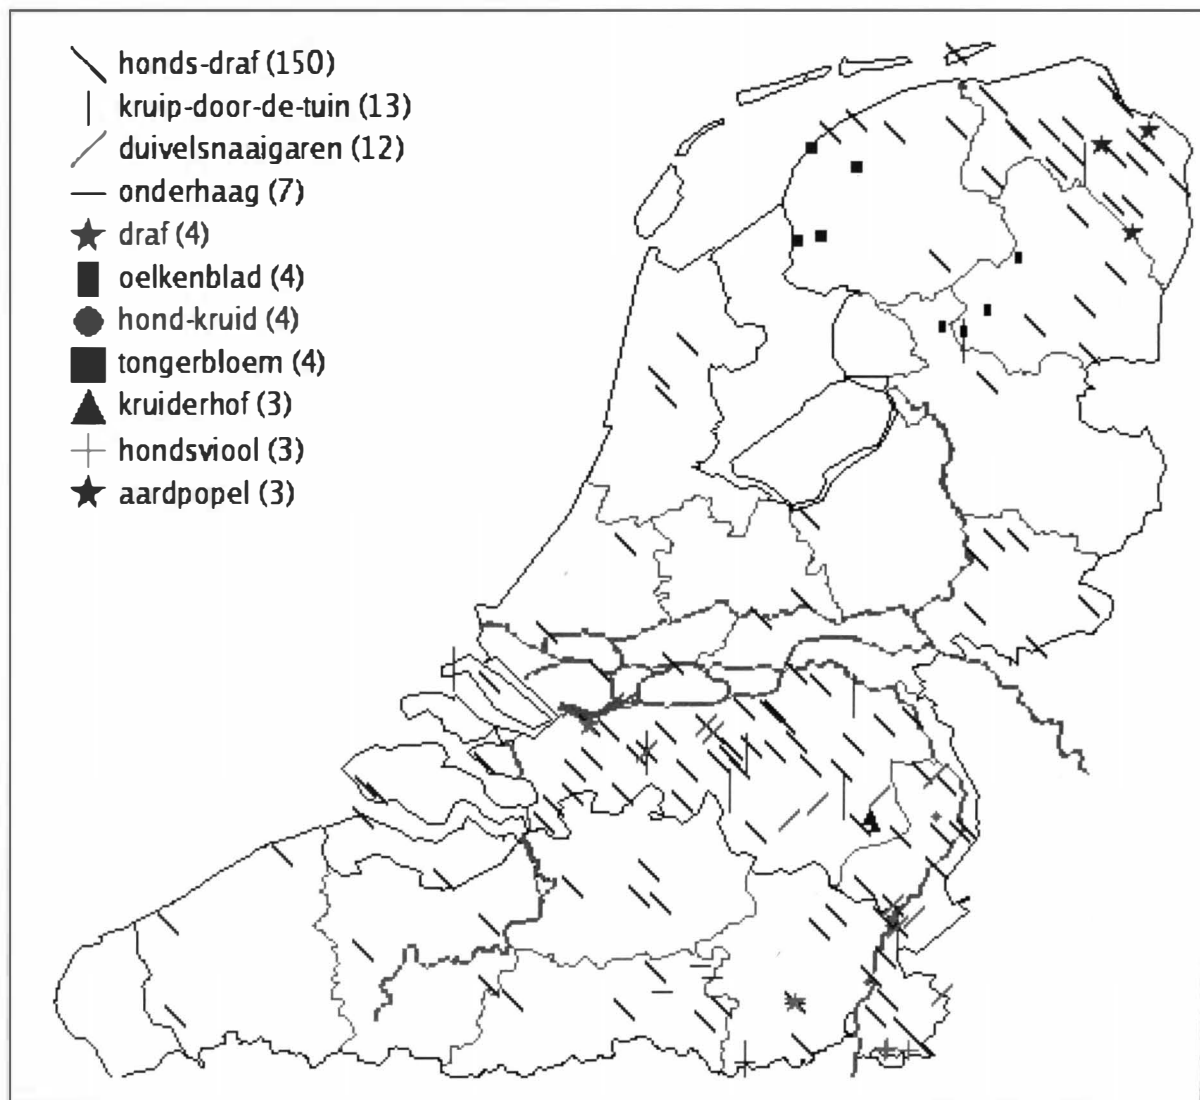 honds-draf (150)
kruip-door-de-tuin (13)
duivelsnaaigaren (12)
onderhaag (7)
draf (4)
oelkenblad (4)
hond-kruid (4)
tongerbloem (4)
kruiderhof (3)
hondsviool (3)
aardpopel (3)